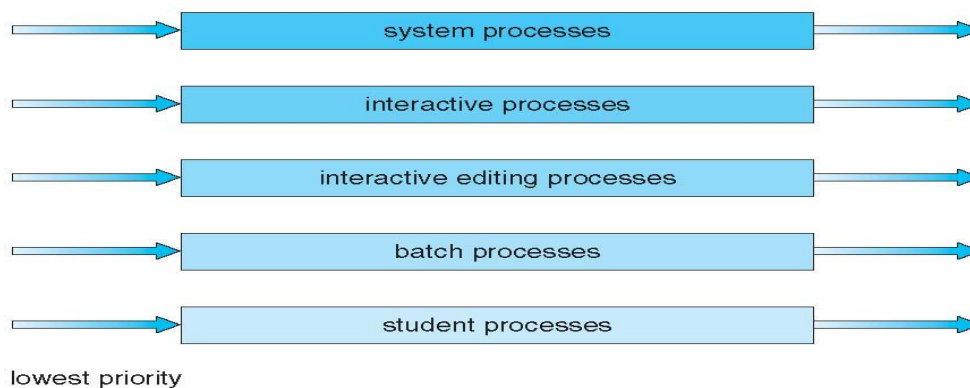 system processes
interactive processes
interactive editing processes
batch processes
student processes
lowest priority